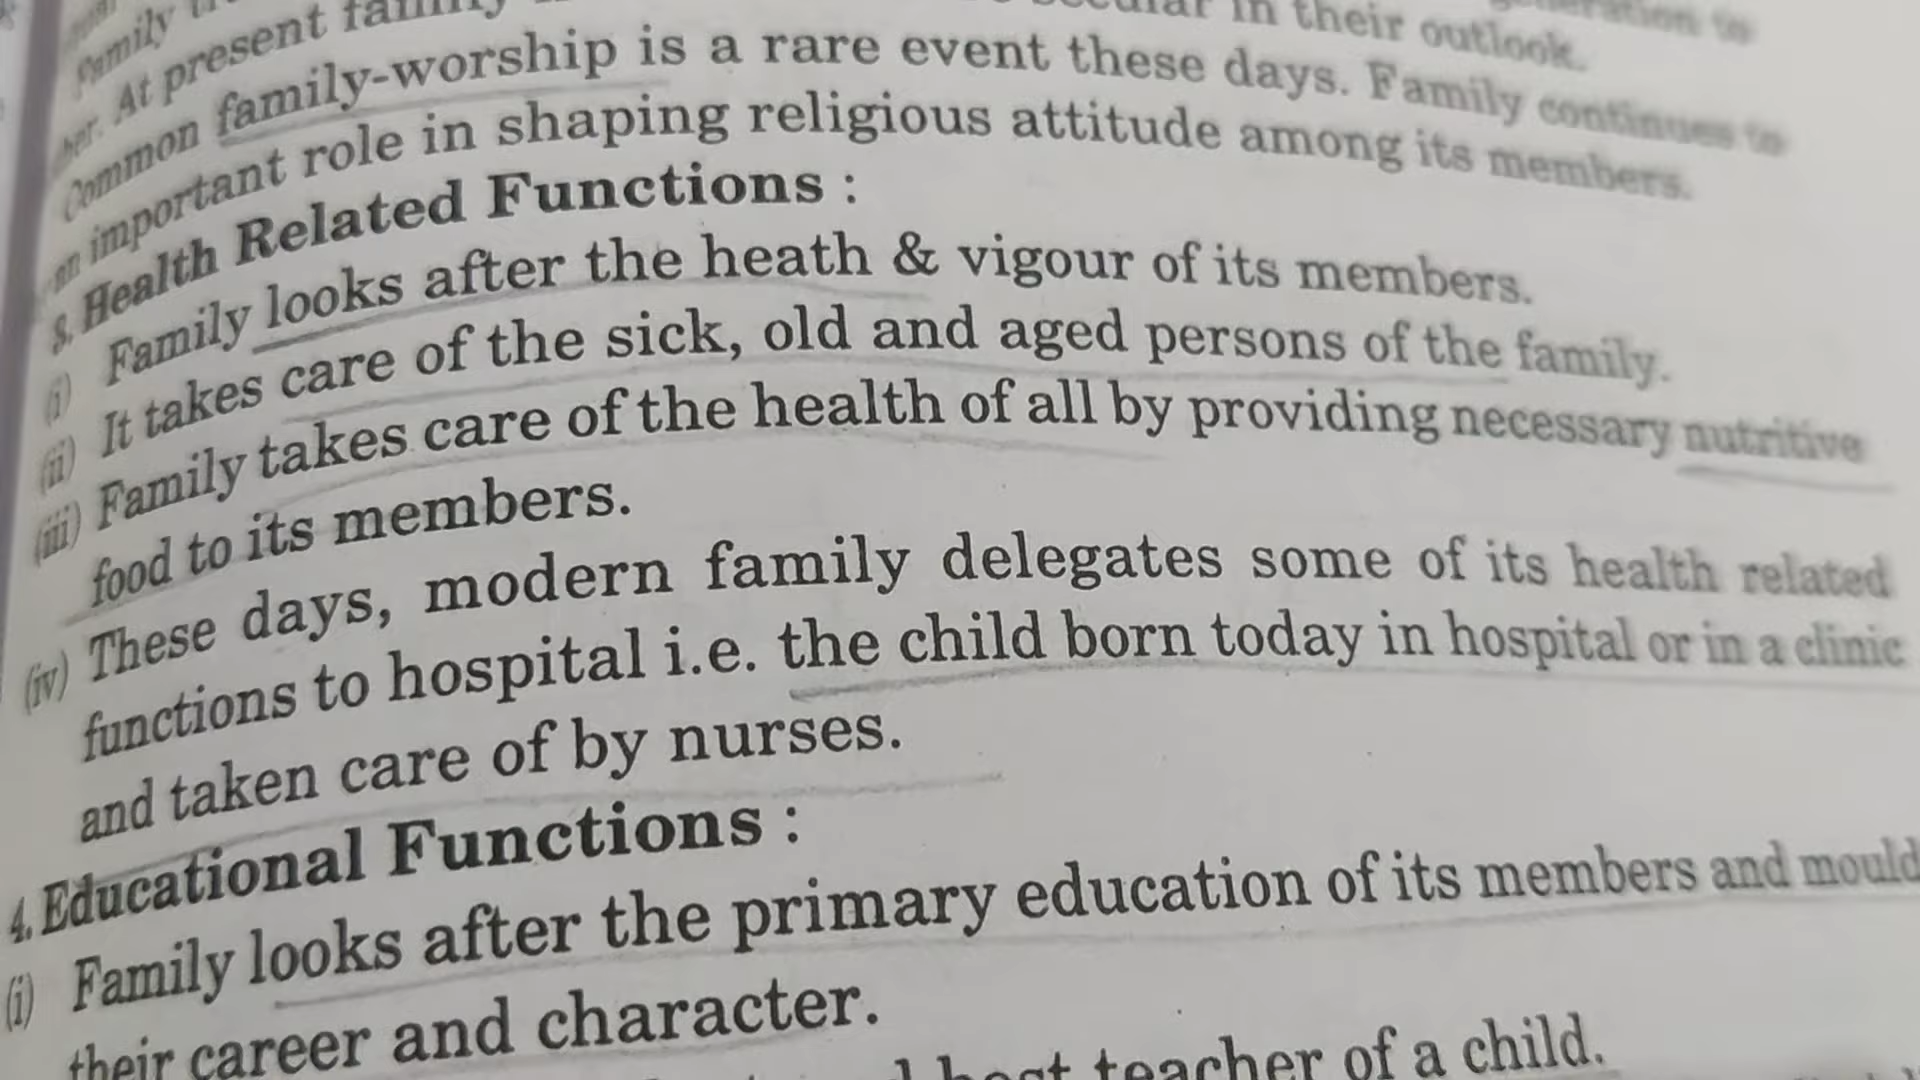 generation to
Family
secular in their outlook.
her. At present family
Common family-worship is a rare event these days. Family continues to
an important role in shaping religious attitude among its members.
3. Health Related Functions :
(i) Family looks after the heath & vigour of its members.
(ii) It takes care of the sick, old and aged persons of the family.
(iii) Family takes care of the health of all by providing necessary nutritive
food to its members.
(iv) These days, modern family delegates some of its health related
functions to hospital i.e. the child born today in hospital or in a clinic
and taken care of by nurses.
4. Educational Functions :
(i) Family looks after the primary education of its members and mould
their career and character.
best teacher of a child.